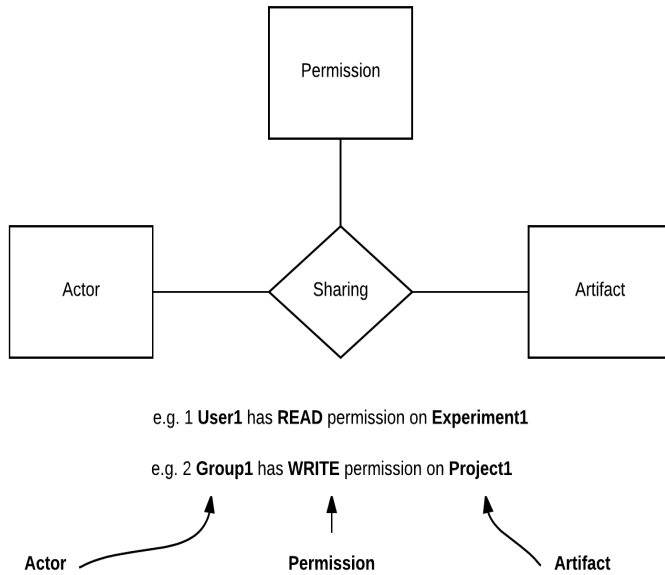 Permission
Actor
Sharing
Artifact
e.g. 1 User1 has READ permission on Experiment1
e.g. 2 Group1 has WRITE permission on Project1
Actor
Permission
Artifact